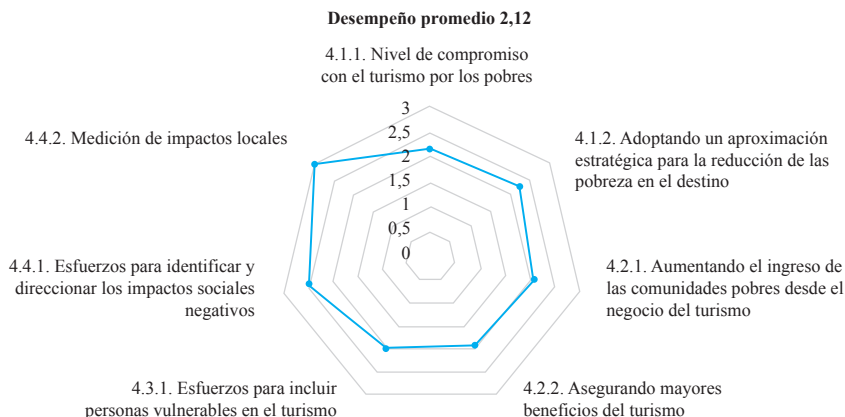 Desempeño promedio 2,12
4.1.1. Nivel de compromiso
con el turismo por los pobres
4.1.2. Adoptando un aproximación
estratégica para la reducción de las
pobreza en el destino
4.2.1. Aumentando el ingreso de
las comunidades pobres desde el
negocio del turismo
4.2.2. Asegurando mayores
beneficios del turismo
4.3.1. Esfuerzos para incluir
personas vulnerables en el turismo
4.4.1. Esfuerzos para identificar y
direccionar los impactos sociales
negativos
4.4.2. Medición de impactos locales
3
2,5
2
1,5
1
0,5
0